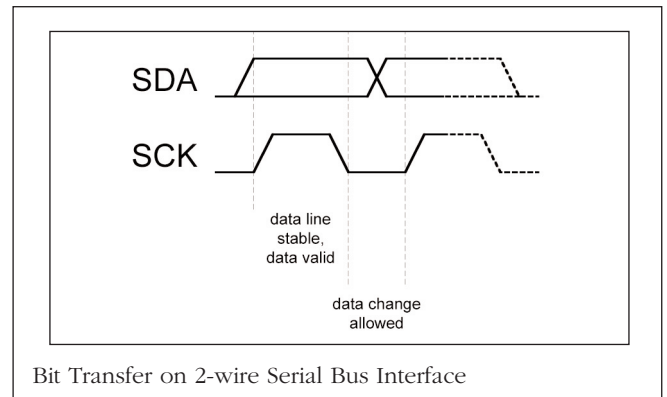 SDA
SCK
data line
stable,
data valid
data change
allowed
Bit Transfer on 2-wire Serial Bus Interface